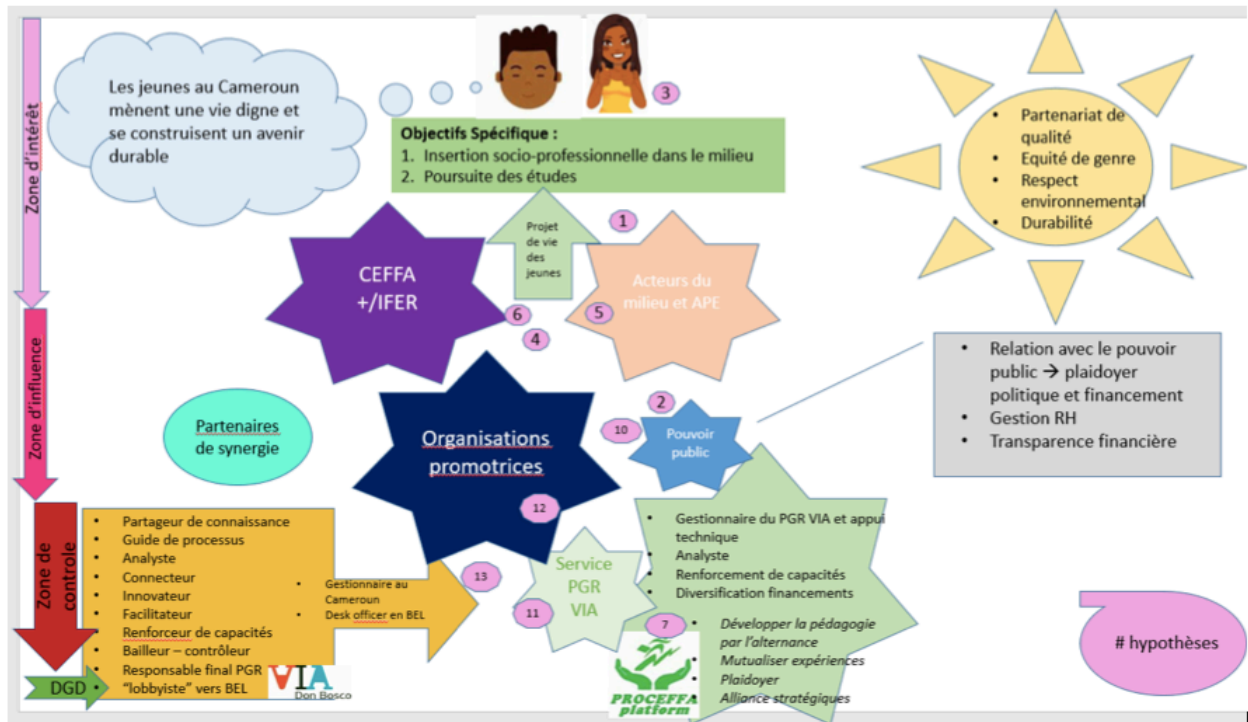 Zone d'intérêt
Les jeunes au Cameroun
mènent une vie digne et
se construisent un avenir
durable
3
Objectifs Spécifique :
1. Insertion socio-professionnelle dans le milieu
2. Poursuite des études
• Partenariat de
qualité
• Equité de genre
• Respect
environnemental
• Durabilité
Projet
de vie
des
jeunes
1
CEFFA
+/IFER
Acteurs du
milieu et APE
6
5
4
Zone d'influence
• Relation avec le pouvoir
public → plaidoyer
politique et financement
• Gestion RH
• Transparence financière
Partenaires
de synergie
Organisations
promotrices
2
10
Pouvoir
public
12
Zone de
controle
• Partageur de connaissance
• Guide de processus
• Analyste
• Connecteur
• Innovateur
• Facilitateur
• Renforceur de capacités
• Bailleur – contrôleur
• Responsable final PGR
• "lobbyiste" vers BEL
• Gestionnaire au
Cameroun
• Desk officer en BEL
13
Service
PGR
VIA
11
• Gestionnaire du PGR VIA et appui
technique
• Analyste
• Renforcement de capacités
• Diversification financements
7
• Développer la pédagogie
par l'alternance
• Mutualiser expériences
• Plaidoyer
• Alliance stratégiques
# hypothèses
DGD
VIA
Don Bosco
PROCEFFA
platform